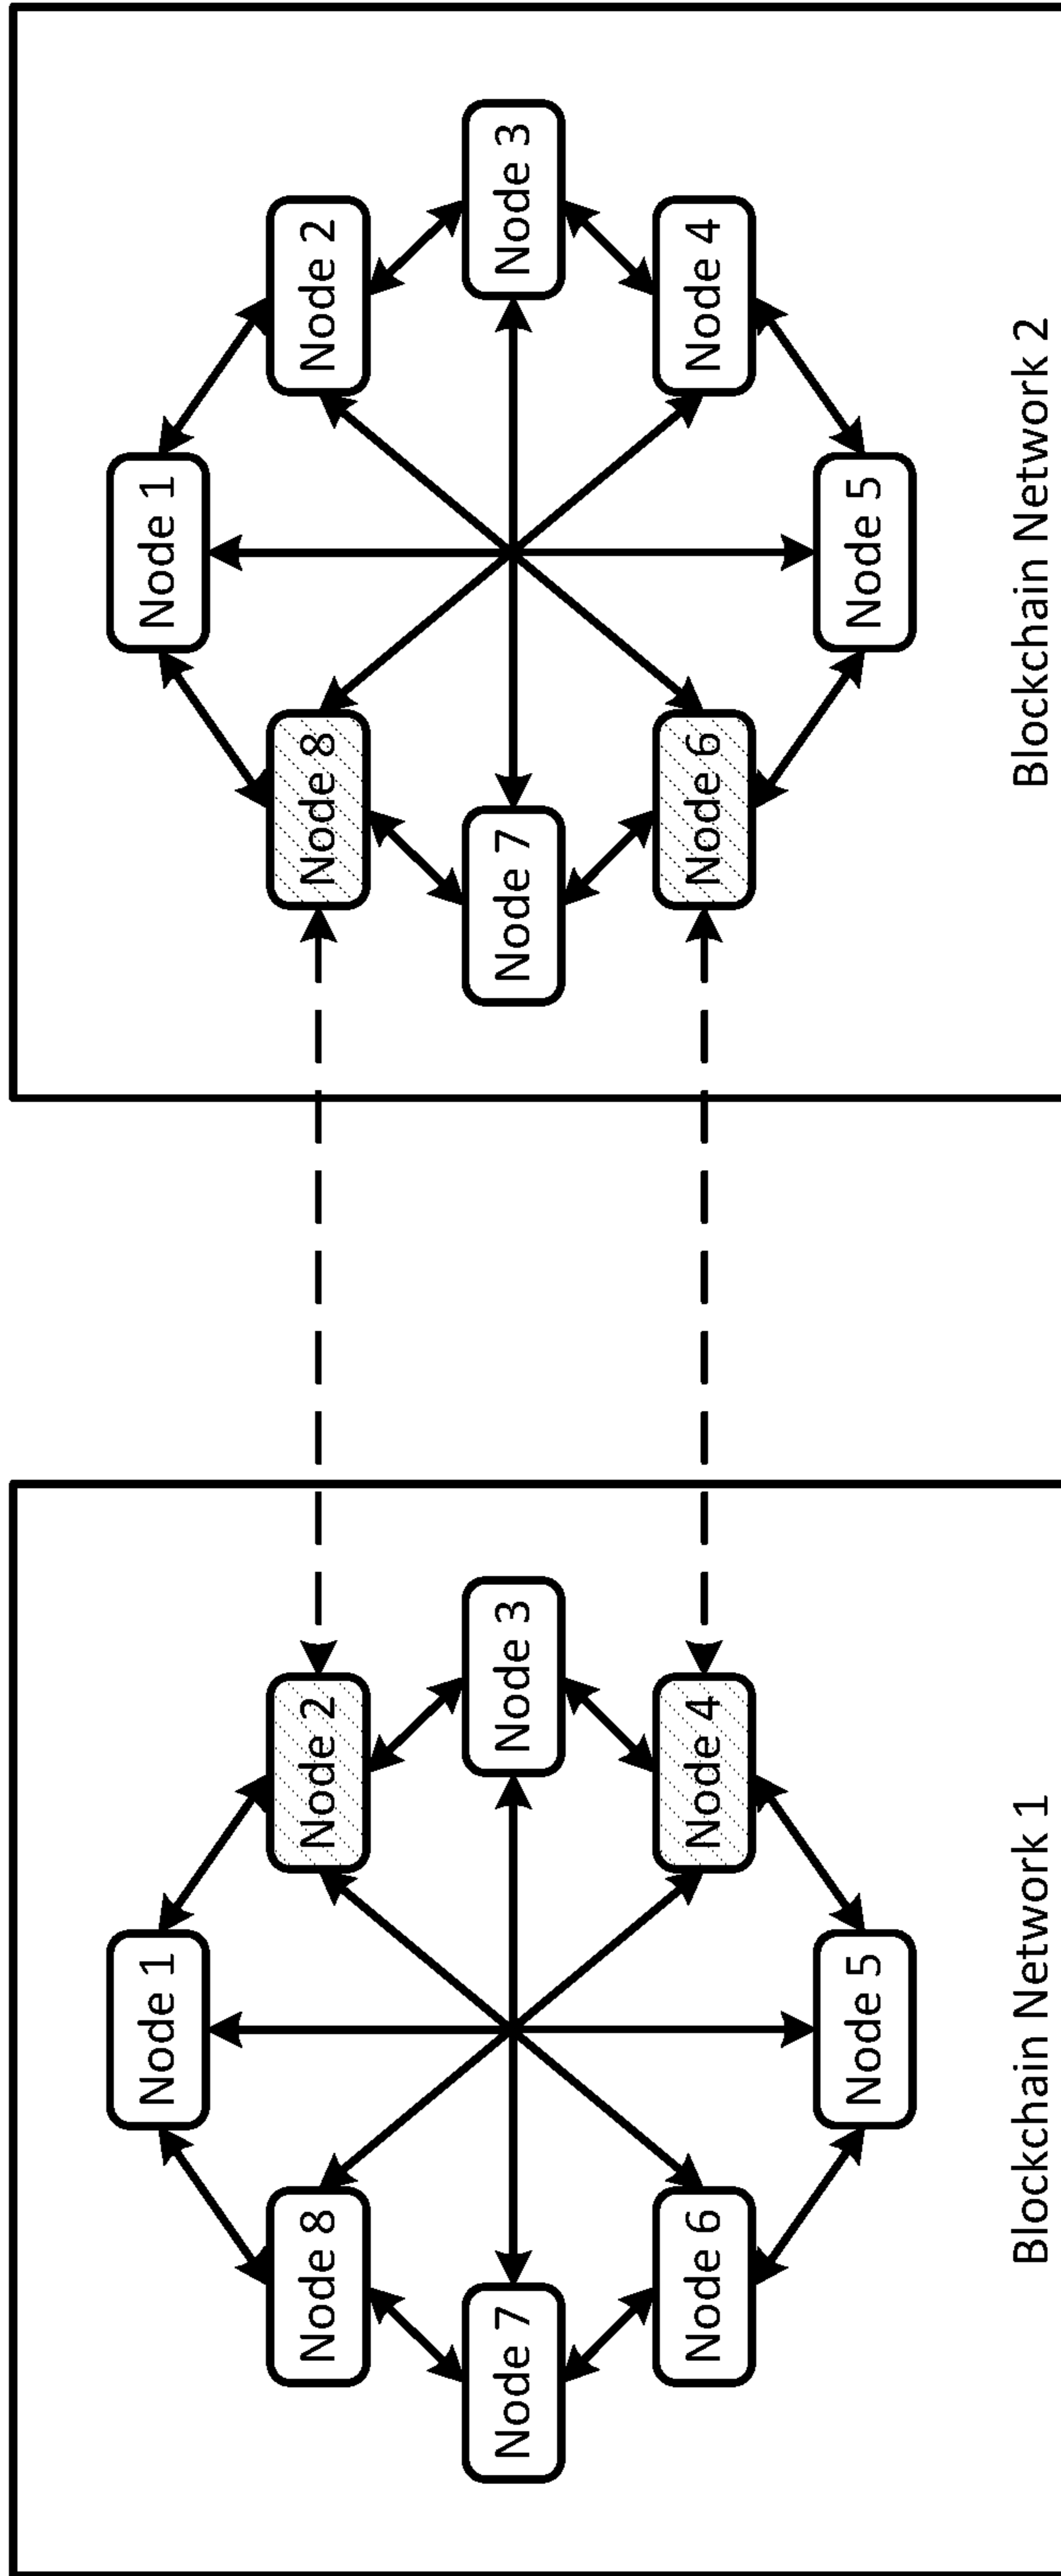 Node 1
Node 8
Node 2
Node 7
Node 3
Node 6
Node 4
Node 5
Blockchain Network 1
Node 1
Node 8
Node 2
Node 7
Node 3
Node 6
Node 4
Node 5
Blockchain Network 2